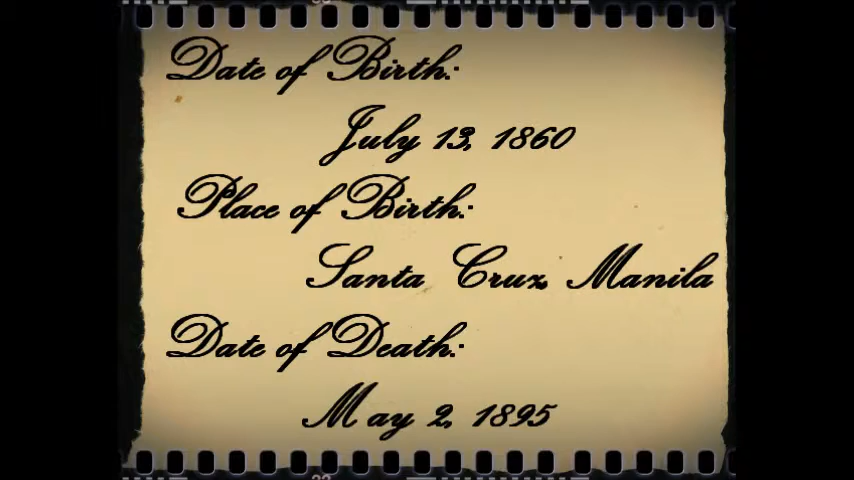 Date of Birth:
July 13, 1860
Place of Birth:
Santa Cruz, Manila
Date of Death:
May 2, 1895